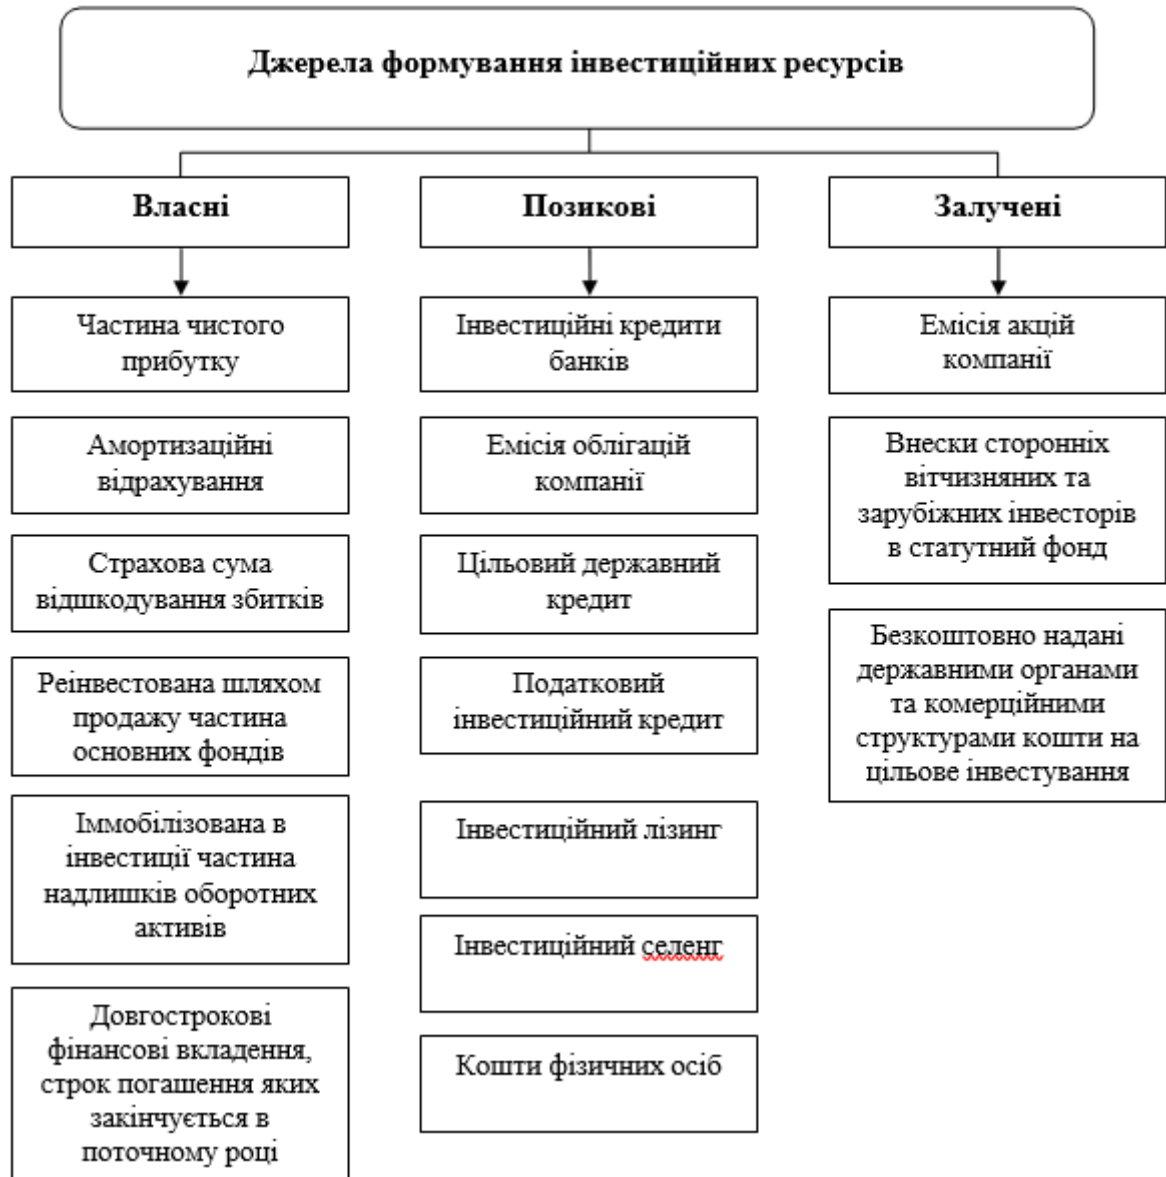 Джерела формування інвестиційних ресурсів
Власні
Частина чистого
прибутку
Амортизаційні
відрахування
Страхова сума
відшкодування збитків
Реінвестована шляхом
продажу частина
основних фондів
Іммобілізована в
інвестиції частина
надлишків оборотних
активів
Довгострокові
фінансові вкладення,
строк погашення яких
закінчується в
поточному році
Позикові
Інвестиційні кредити
банків
Емісія облігацій
компанії
Цільовий державний
кредит
Податковий
інвестиційний кредит
Інвестиційний лізинг
Інвестиційний селенг
Кошти фізичних осіб
Залучені
Емісія акцій
компанії
Внески сторонніх
вітчизняних та
зарубіжних інвесторів
в статутний фонд
Безкоштовно надані
державними органами
та комерційними
структурами кошти на
цільове інвестування